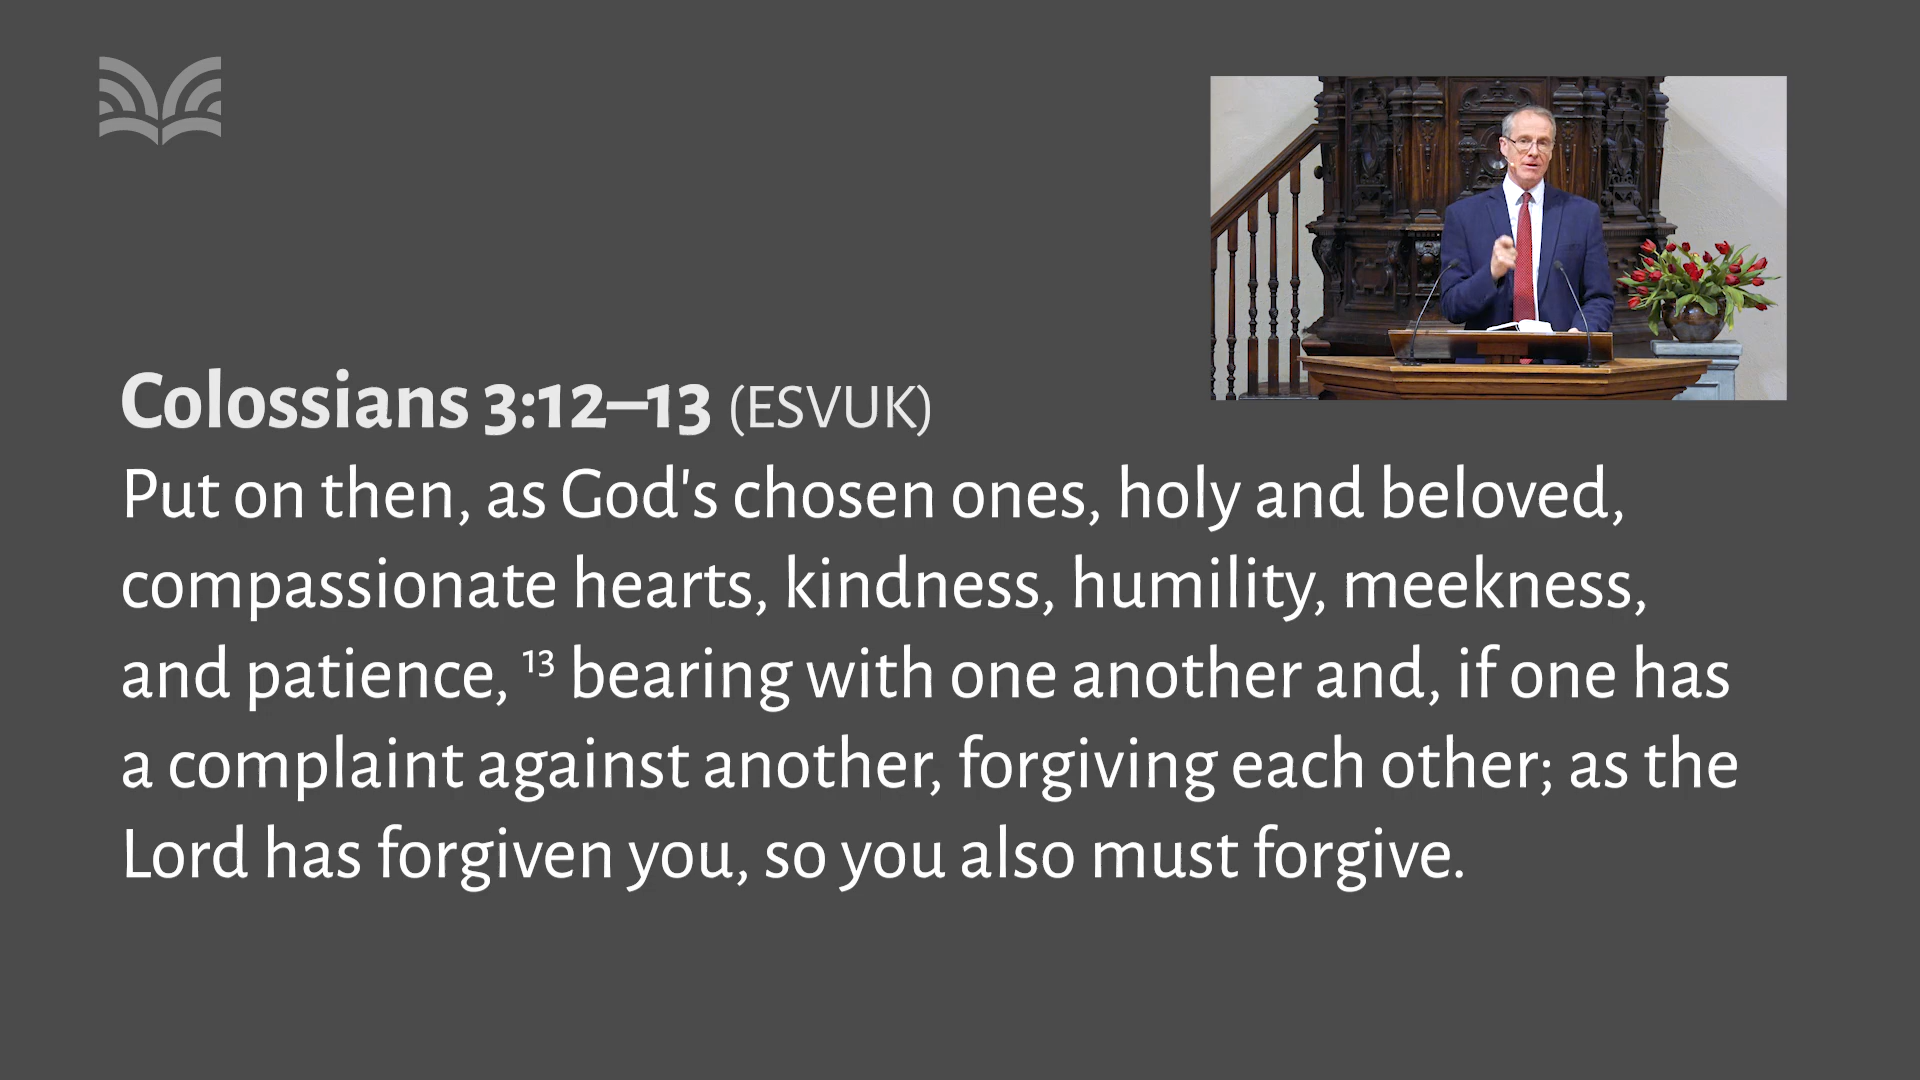 Colossians 3:12–13 (ESVUK)
Put on then, as God's chosen ones, holy and beloved,
compassionate hearts, kindness, humility, meekness,
and patience, ¹³ bearing with one another and, if one has
a complaint against another, forgiving each other; as the
Lord has forgiven you, so you also must forgive.